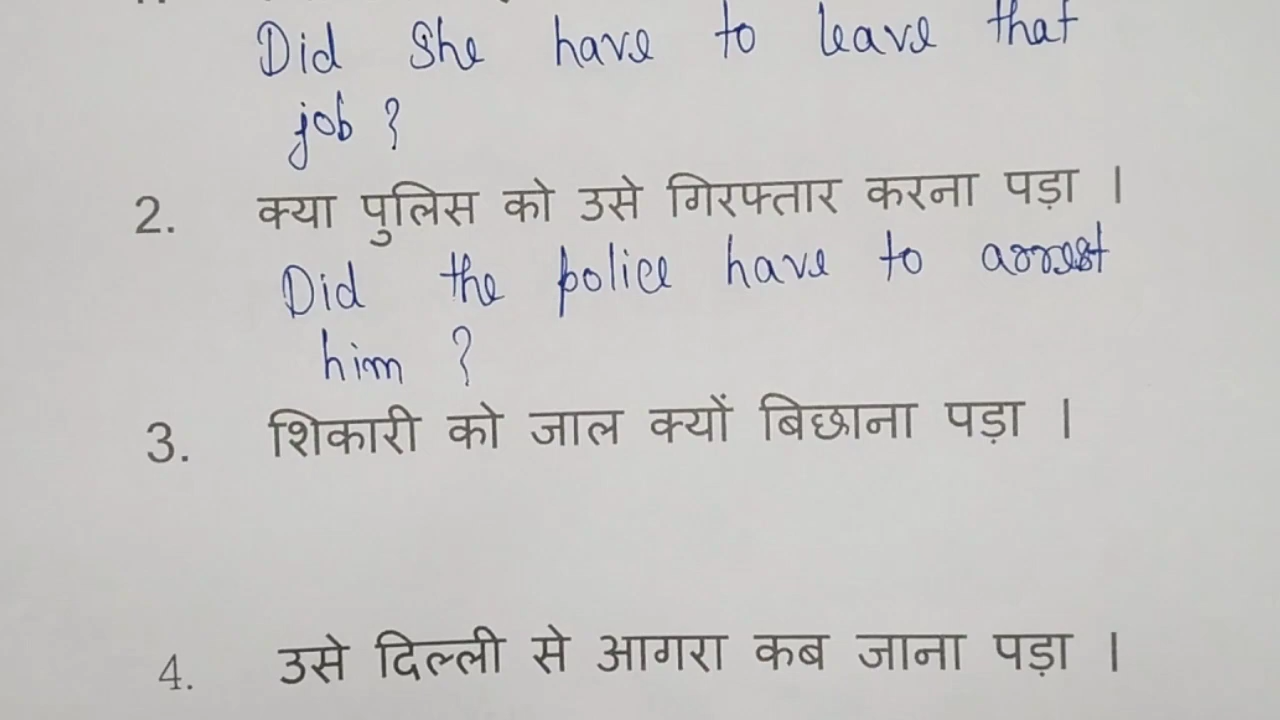 Did She have to leave that
job ?
2. क्या पुलिस को उसे गिरफ्तार करना पड़ा ।
Did the police have to arrest
him ?
3. शिकारी को जाल क्यों बिछाना पड़ा ।
4. उसे दिल्ली से आगरा कब जाना पड़ा ।